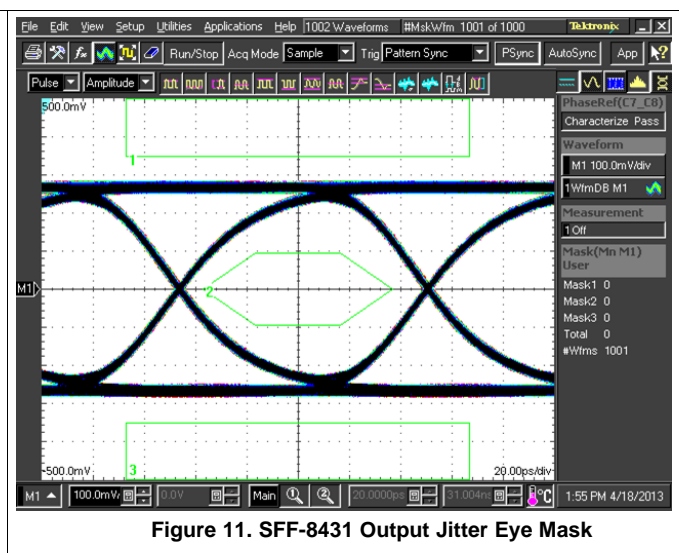 File Edit View Setup Utilities Applications Help 1002 Waveforms #MskWfm 1001 of 1000 Tektronix
Run/Stop Acq Mode Sample Trig Pattern Sync PSync AutoSync App
Pulse Amplitude
500.0mV
PhaseRef(C7_C8)
Characterize Pass
Waveform
M1 100.0mV/div
1WfmDB M1
Measurement
1 Off
Mask(Mn M1)
User
Mask1 0
Mask2 0
Mask3 0
Total 0
#Wfms 1001
1
M1
2
3
-500.0mV
20.00ps/div
M1 100.0mV/ 0.0V Main 1 2 20.0000ps 31.004ns °C 1:55 PM 4/18/2013
Figure 11. SFF-8431 Output Jitter Eye Mask